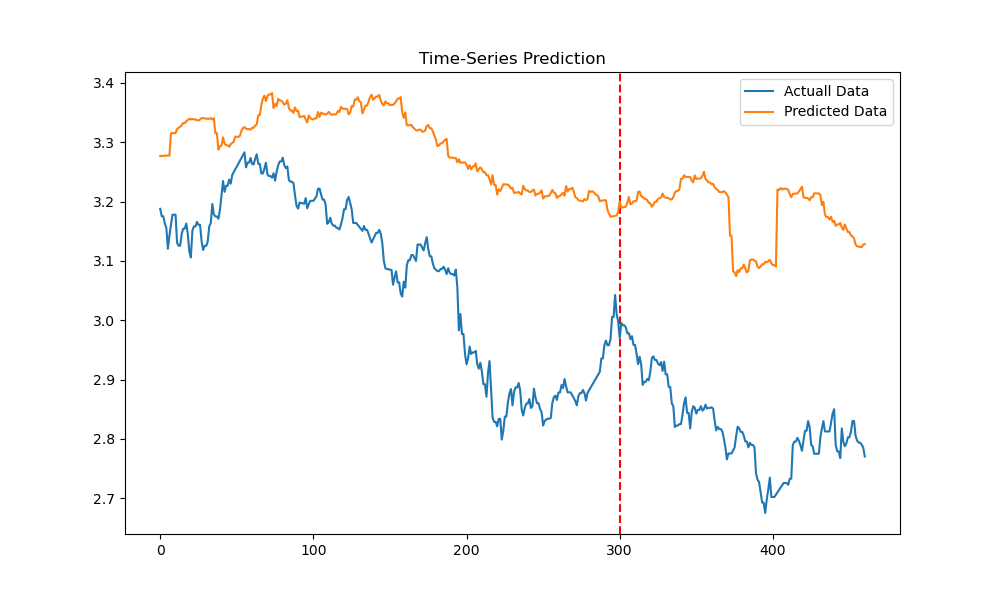 Time-Series Prediction
Actuall Data
Predicted Data
3.4
3.3
3.2
3.1
3.0
2.9
2.8
2.7
0 100 200 300 400